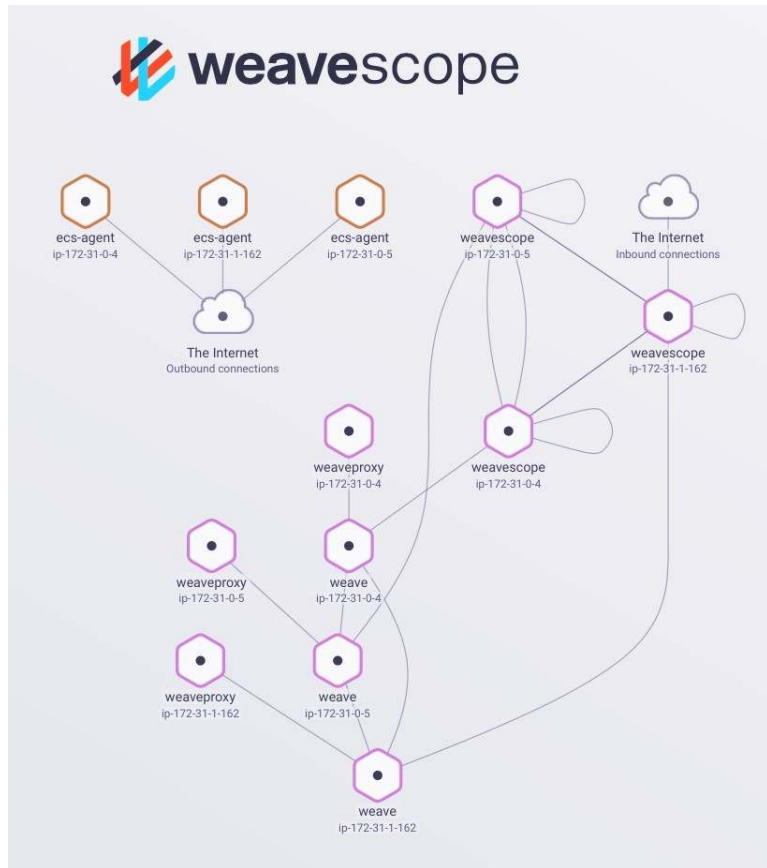 weavescope
ecs-agent
ip-172-31-0-4
ecs-agent
ip-172-31-1-162
ecs-agent
ip-172-31-0-5
weavescope
ip-172-31-0-5
The Internet
Inbound connections
The Internet
Outbound connections
weavescope
ip-172-31-1-162
weaveproxy
ip-172-31-0-4
weavescope
ip-172-31-0-4
weaveproxy
ip-172-31-0-5
weave
ip-172-31-0-4
weaveproxy
ip-172-31-1-162
weave
ip-172-31-0-5
weave
ip-172-31-1-162